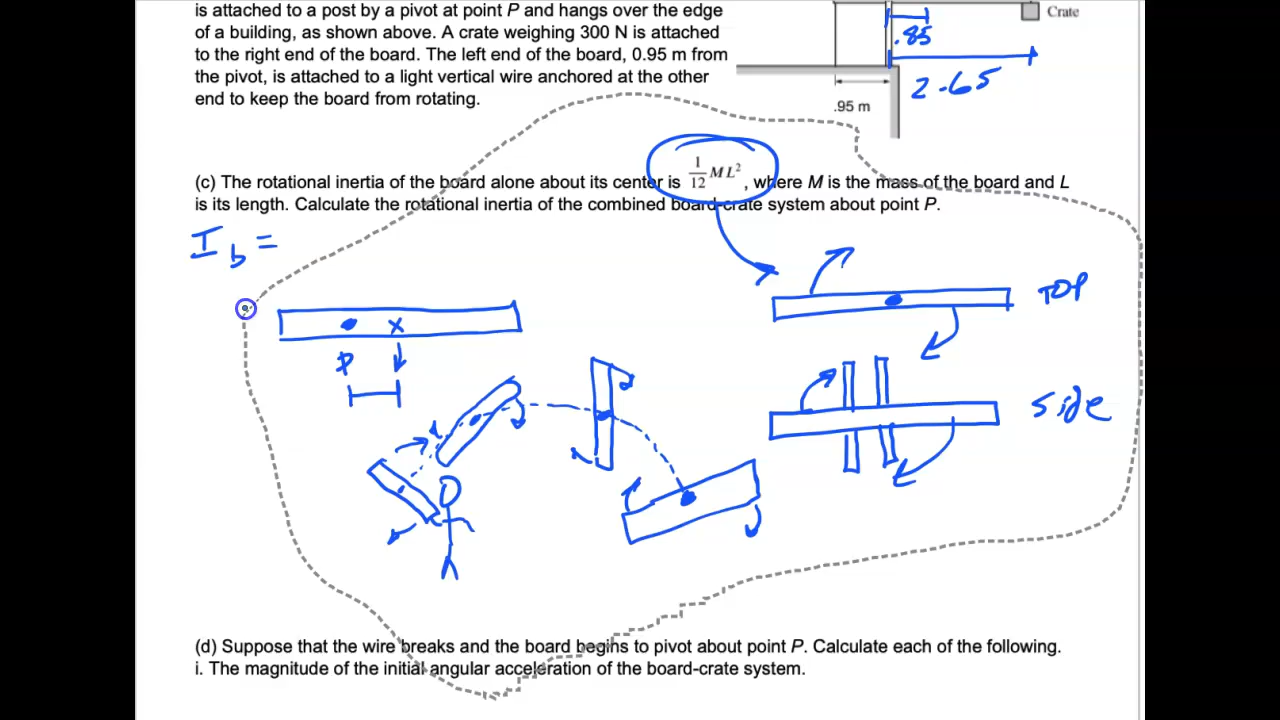 is attached to a post by a pivot at point P and hangs over the edge
of a building, as shown above. A crate weighing 300 N is attached
to the right end of the board. The left end of the board, 0.95 m from
the pivot, is attached to a light vertical wire anchored at the other
end to keep the board from rotating.
Crate
.85
2.65
.95 m
(c) The rotational inertia of the board alone about its center is 1/12 ML², where M is the mass of the board and L
is its length. Calculate the rotational inertia of the combined board-crate system about point P.
I_b =
TOP
x
P
side
(d) Suppose that the wire breaks and the board begins to pivot about point P. Calculate each of the following.
i. The magnitude of the initial angular acceleration of the board-crate system.